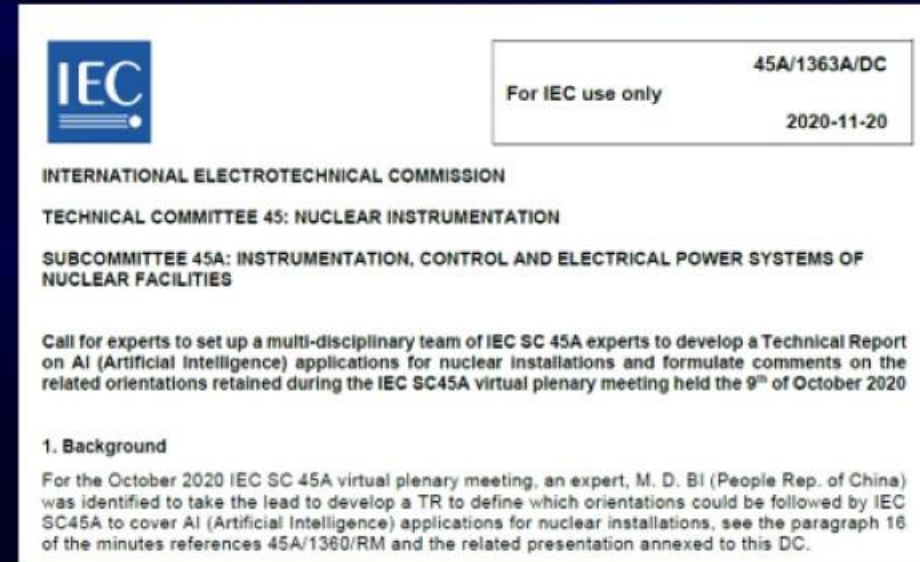 IEC
45A/1363A/DC
For IEC use only
2020-11-20
INTERNATIONAL ELECTROTECHNICAL COMMISSION
TECHNICAL COMMITTEE 45: NUCLEAR INSTRUMENTATION
SUBCOMMITTEE 45A: INSTRUMENTATION, CONTROL AND ELECTRICAL POWER SYSTEMS OF
NUCLEAR FACILITIES
Call for experts to set up a multi-disciplinary team of IEC SC 45A experts to develop a Technical Report
on AI (Artificial Intelligence) applications for nuclear installations and formulate comments on the
related orientations retained during the IEC SC45A virtual plenary meeting held the 9th of October 2020
1. Background
For the October 2020 IEC SC 45A virtual plenary meeting, an expert, M. D. BI (People Rep. of China)
was identified to take the lead to develop a TR to define which orientations could be followed by IEC
SC45A to cover AI (Artificial Intelligence) applications for nuclear installations, see the paragraph 16
of the minutes references 45A/1360/RM and the related presentation annexed to this DC.